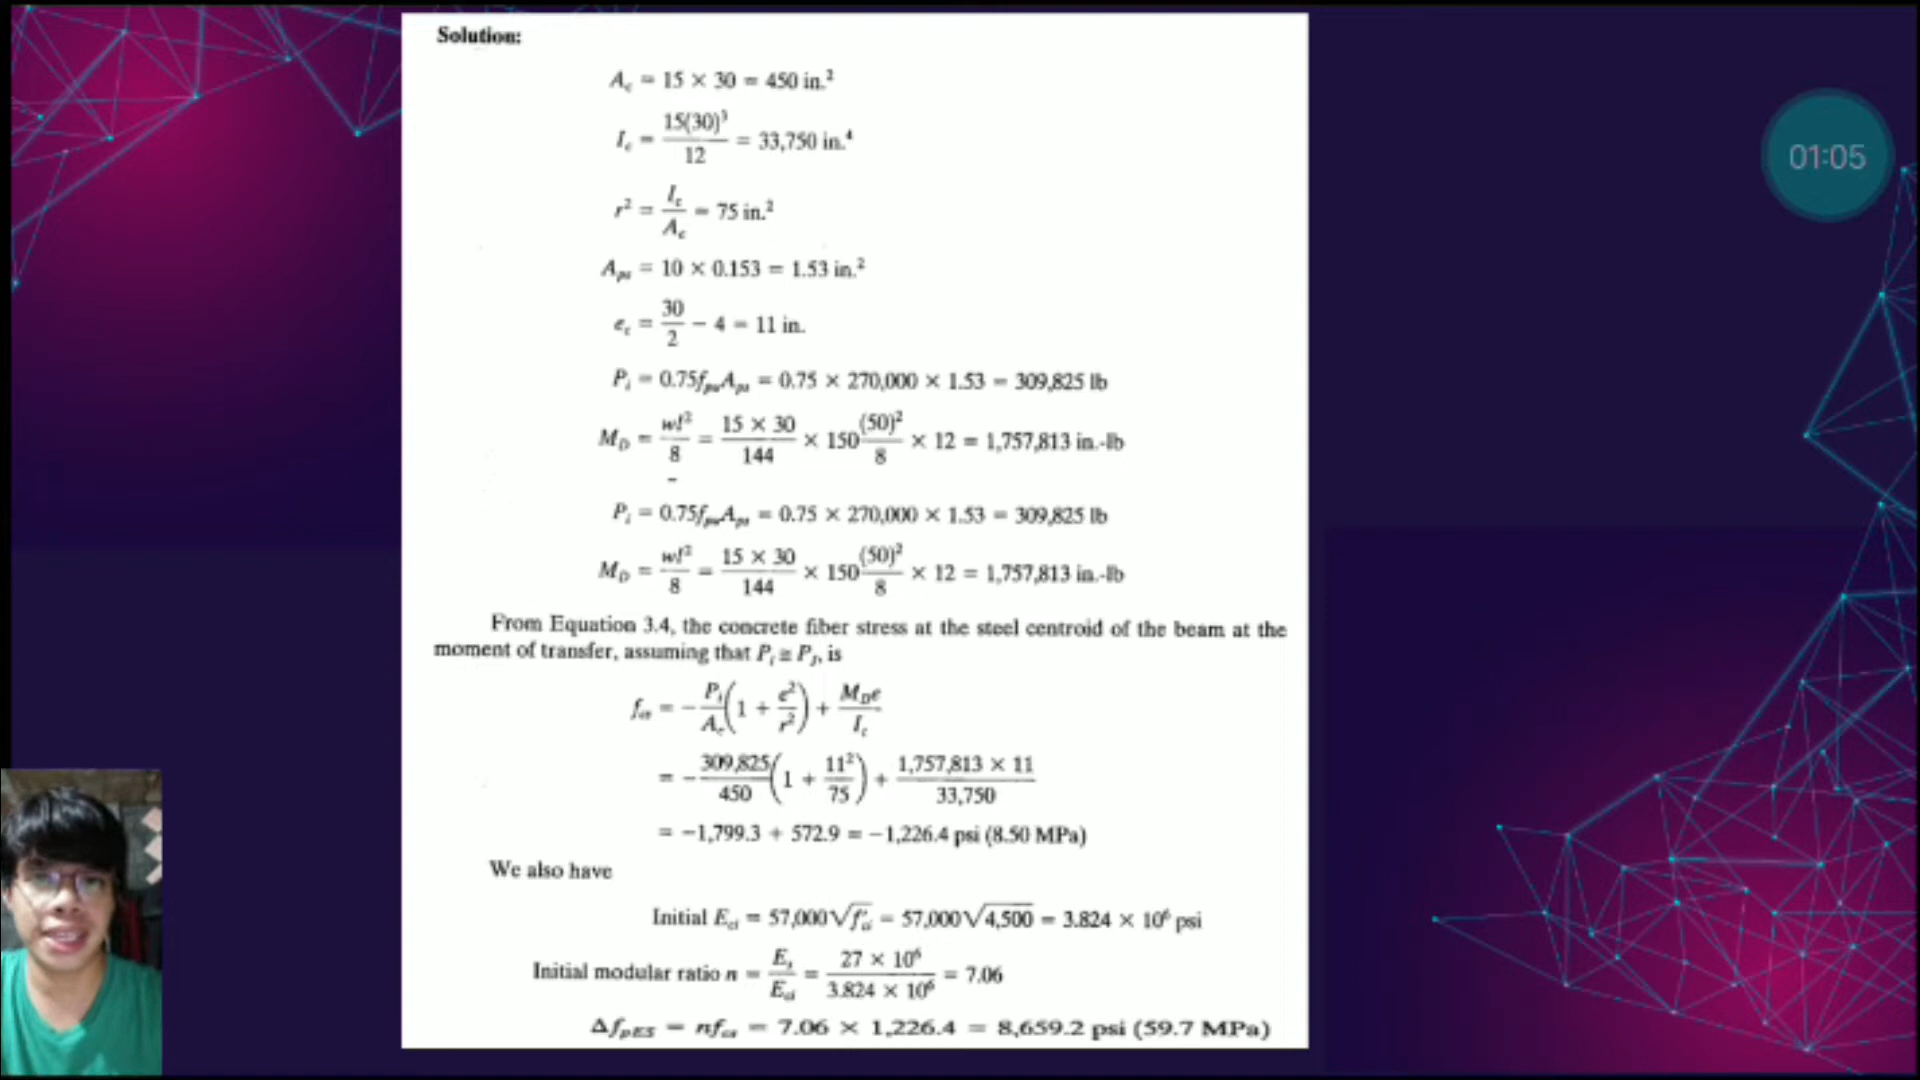 Solution:
A_c = 15 × 30 = 450 in.²
I_c = 15(30)³ / 12 = 33,750 in.⁴
r² = I_c / A_c = 75 in.²
A_ps = 10 × 0.153 = 1.53 in.²
e_c = 30 / 2 − 4 = 11 in.
P_i = 0.75f_pu A_ps = 0.75 × 270,000 × 1.53 = 309,825 lb
M_D = wl² / 8 = 15 × 30 / 144 × 150 (50)² / 8 × 12 = 1,757,813 in.-lb
P_i = 0.75f_pu A_ps = 0.75 × 270,000 × 1.53 = 309,825 lb
M_D = wl² / 8 = 15 × 30 / 144 × 150 (50)² / 8 × 12 = 1,757,813 in.-lb
From Equation 3.4, the concrete fiber stress at the steel centroid of the beam at the
moment of transfer, assuming that P_i ≅ P_J, is
f_cs = − P_i / A_c (1 + e² / r²) + M_D e / I_c
= − 309,825 / 450 (1 + 11² / 75) + 1,757,813 × 11 / 33,750
= −1,799.3 + 572.9 = −1,226.4 psi (8.50 MPa)
We also have
Initial E_ci = 57,000√f'_ci = 57,000√4,500 = 3.824 × 10⁶ psi
Initial modular ratio n = E_s / E_ci = 27 × 10⁶ / 3.824 × 10⁶ = 7.06
Δf_pES = nf_cs = 7.06 × 1,226.4 = 8,659.2 psi (59.7 MPa)
01:05